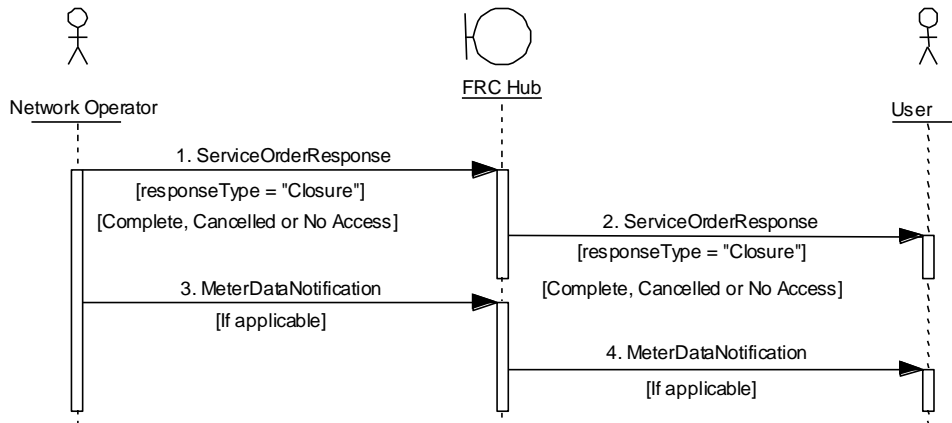 FRC Hub
Network Operator
User
1. ServiceOrderResponse
[responseType = "Closure"]
[Complete, Cancelled or No Access]
2. ServiceOrderResponse
[responseType = "Closure"]
3. MeterDataNotification
[Complete, Cancelled or No Access]
[If applicable]
4. MeterDataNotification
[If applicable]